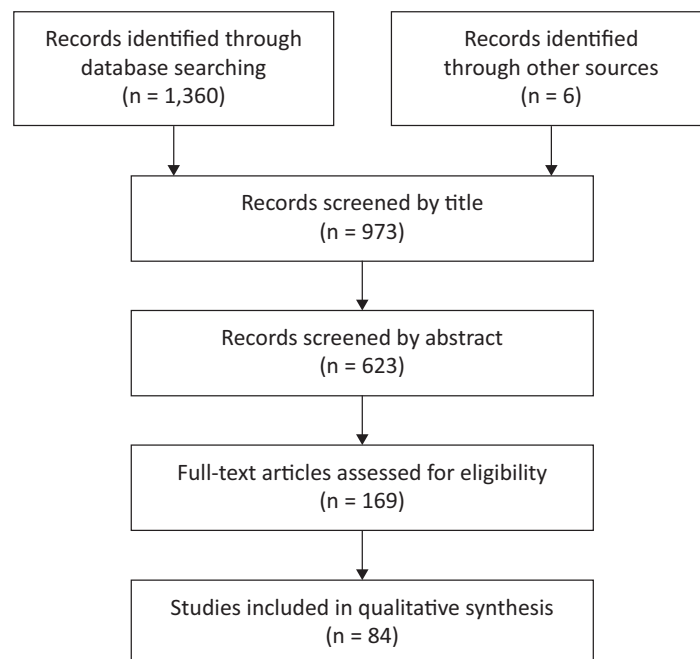 Records identified through
database searching
(n = 1,360)
Records identified
through other sources
(n = 6)
Records screened by title
(n = 973)
Records screened by abstract
(n = 623)
Full-text articles assessed for eligibility
(n = 169)
Studies included in qualitative synthesis
(n = 84)